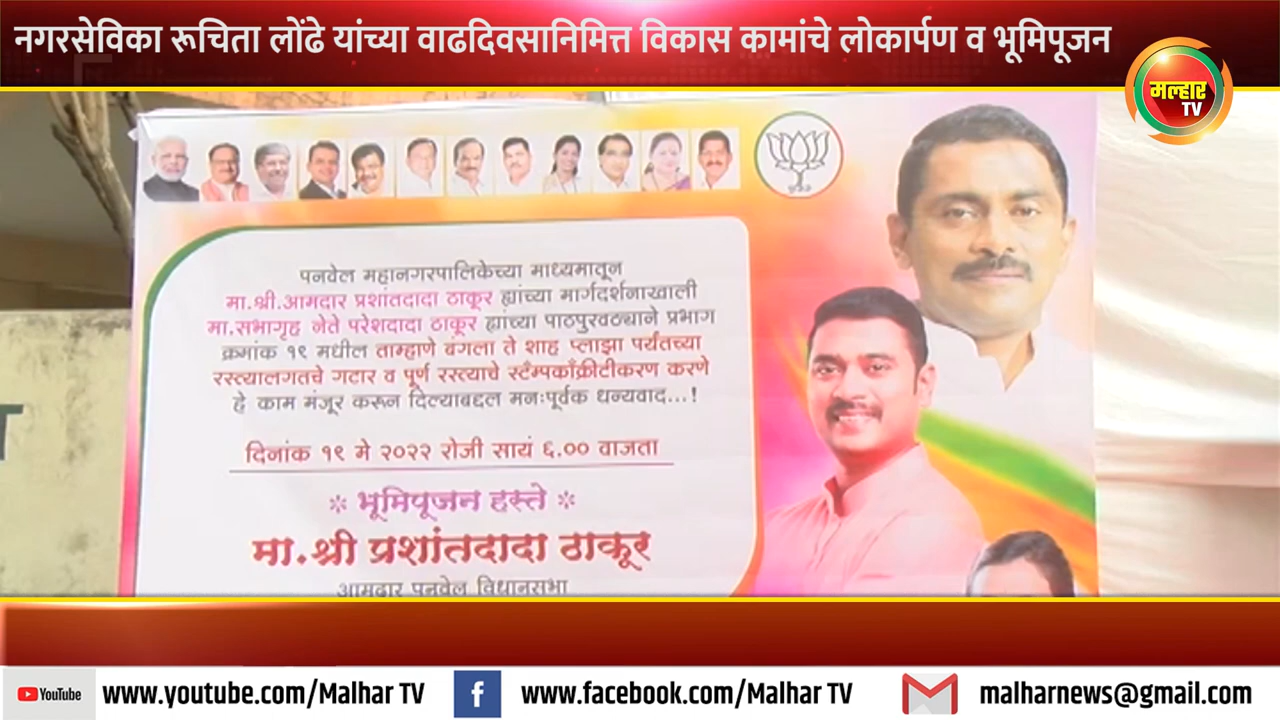 नगरसेविका रूचिता लोंढे यांच्या वाढदिवसानिमित्त विकास कामांचे लोकार्पण व भूमिपूजन
मल्हार
TV
पनवेल महानगरपालिकेच्या माध्यमातून
मा.श्री.आमदार प्रशांतदादा ठाकूर ह्यांच्या मार्गदर्शनाखाली
मा.सभागृह नेते परेशदादा ठाकूर ह्यांच्या पाठपुरवठ्याने प्रभाग
क्रमांक १९ मधील ताम्हाणे बंगला ते शाह प्लाझा पर्यंतच्या
रस्त्यालगतचे गटार व पूर्ण रस्त्याचे स्टॅम्पकाँक्रीटीकरण करणे
हे काम मंजूर करून दिल्याबद्दल मनःपूर्वक धन्यवाद...!
दिनांक १९ मे २०२२ रोजी सायं ६.०० वाजता
* भूमिपूजन हस्ते *
मा.श्री प्रशांतदादा ठाकूर
आमदार पनवेल विधानसभा
YouTube www.youtube.com/Malhar TV f www.facebook.com/Malhar TV malharnews@gmail.com